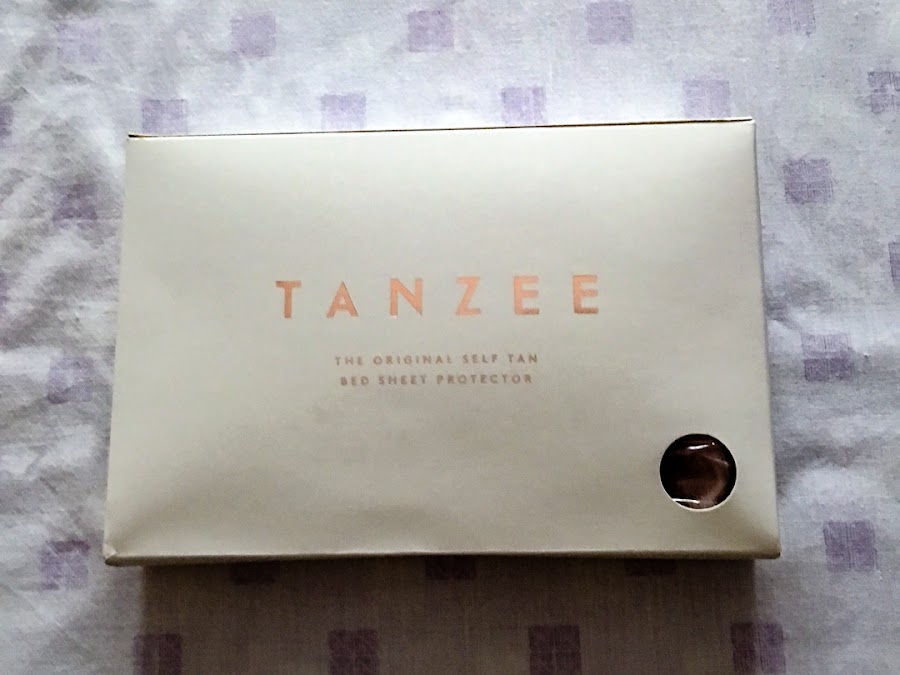 TANZEE
THE ORIGINAL SELF TAN
BED SHEET PROTECTOR